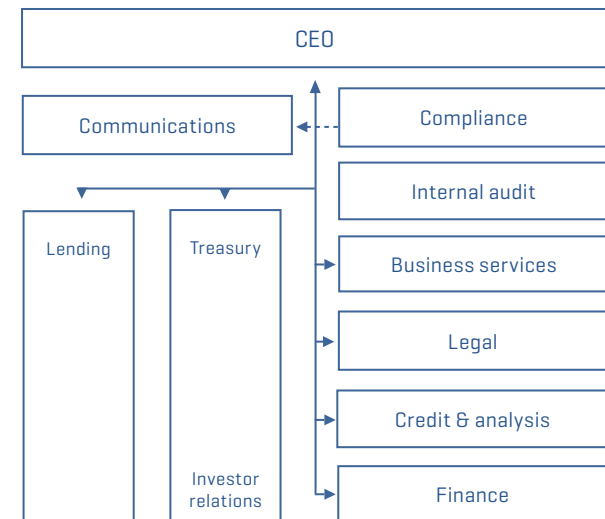 CEO
Communications
Compliance
Internal audit
Lending
Treasury
Business services
Legal
Credit & analysis
Investor
relations
Finance